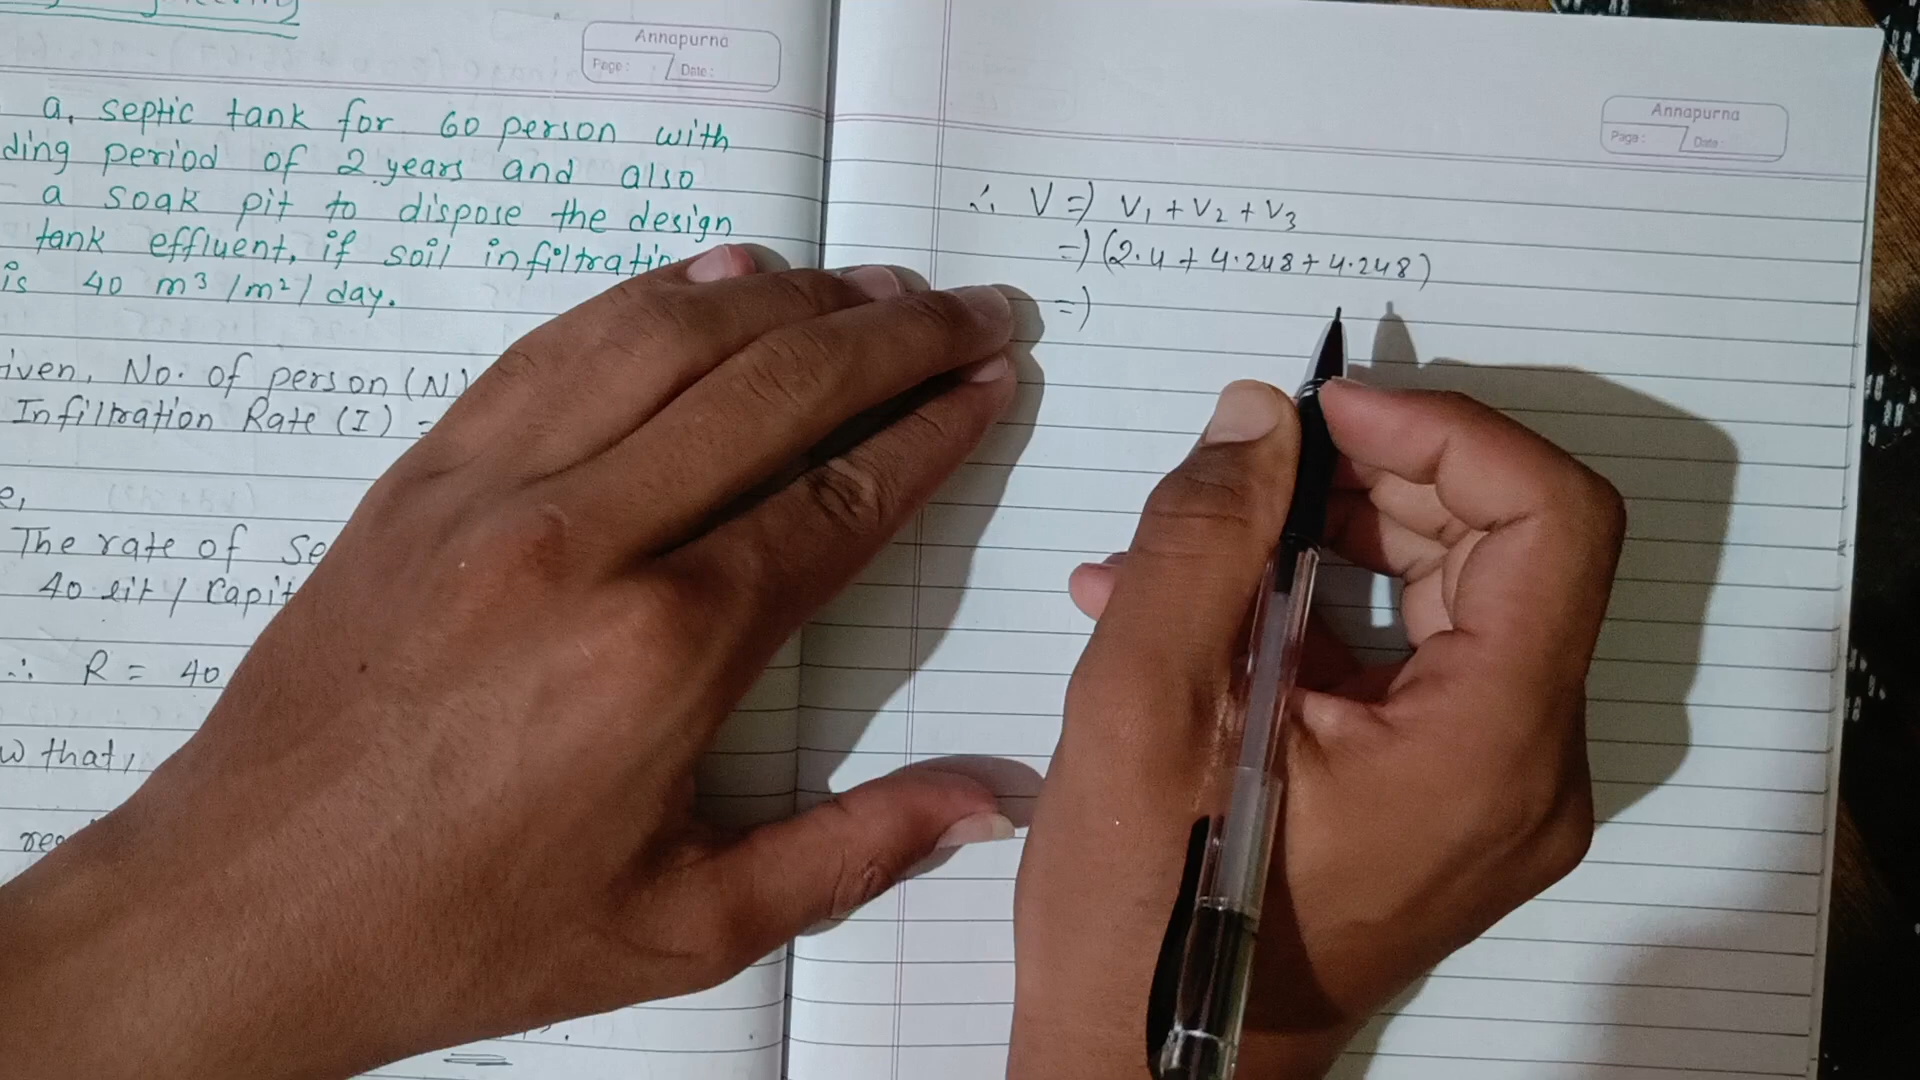 Annapurna
Page: Date:
a, septic tank for 60 person with
ding period of 2 years and also
a soak pit to dispose the design
tank effluent, if soil infiltration
is 40 m³/m²/day.
iven, No. of person (N)
Infiltration Rate (I) =
e,
The rate of se
40 lit / capit
∴ R = 40
w that,
Annapurna
Page: Date:
∴ V => V₁ + V₂ + V₃
=> (2.4 + 4.248 + 4.248)
=>